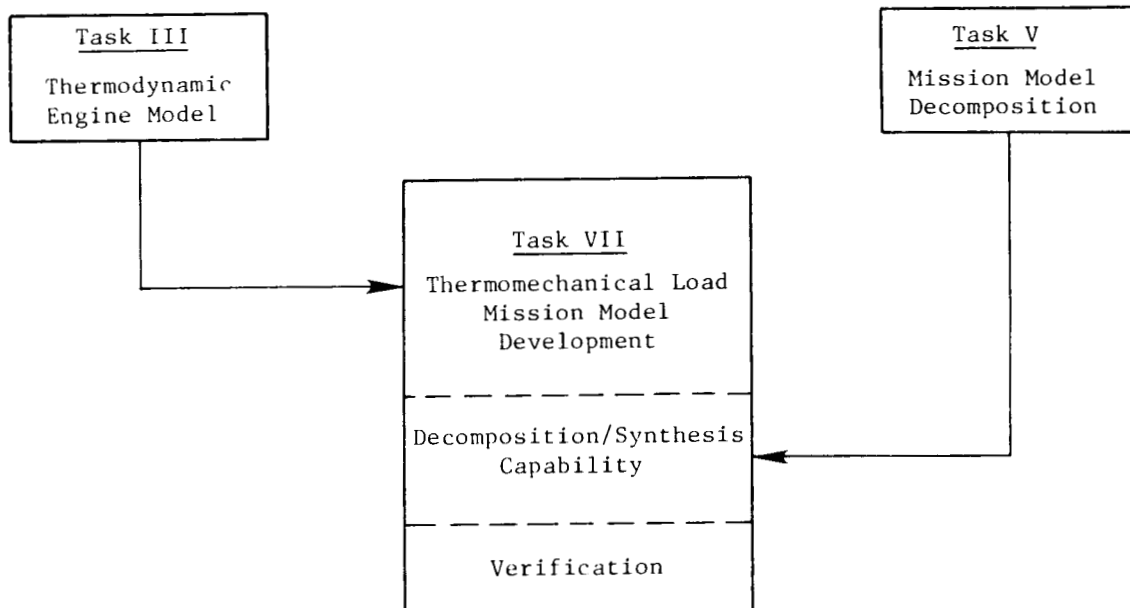 Task III
Thermodynamic
Engine Model
Task V
Mission Model
Decomposition
Task VII
Thermomechanical Load
Mission Model
Development
Decomposition/Synthesis
Capability
Verification